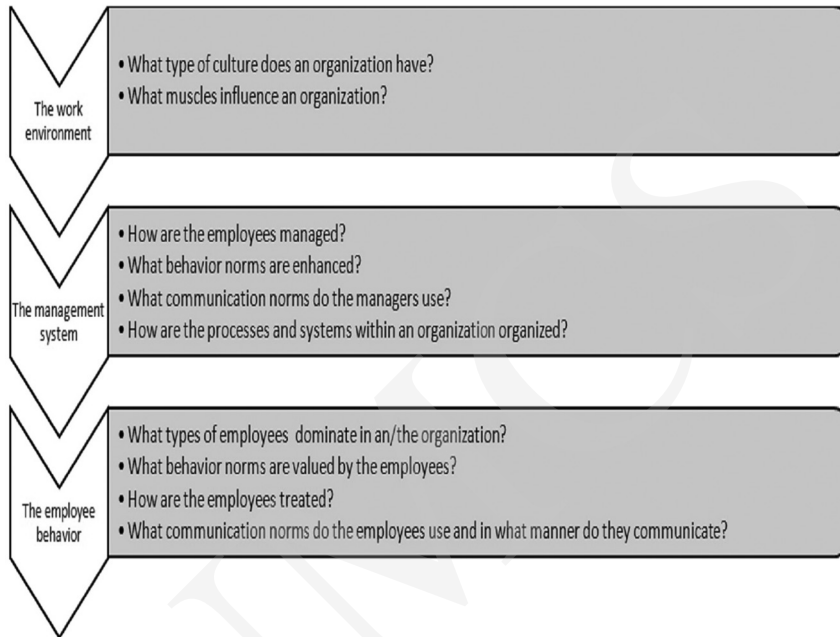 The work
environment
• What type of culture does an organization have?
• What muscles influence an organization?
The management
system
• How are the employees managed?
• What behavior norms are enhanced?
• What communication norms do the managers use?
• How are the processes and systems within an organization organized?
The employee
behavior
• What types of employees dominate in an/the organization?
• What behavior norms are valued by the employees?
• How are the employees treated?
• What communication norms do the employees use and in what manner do they communicate?
UMCS